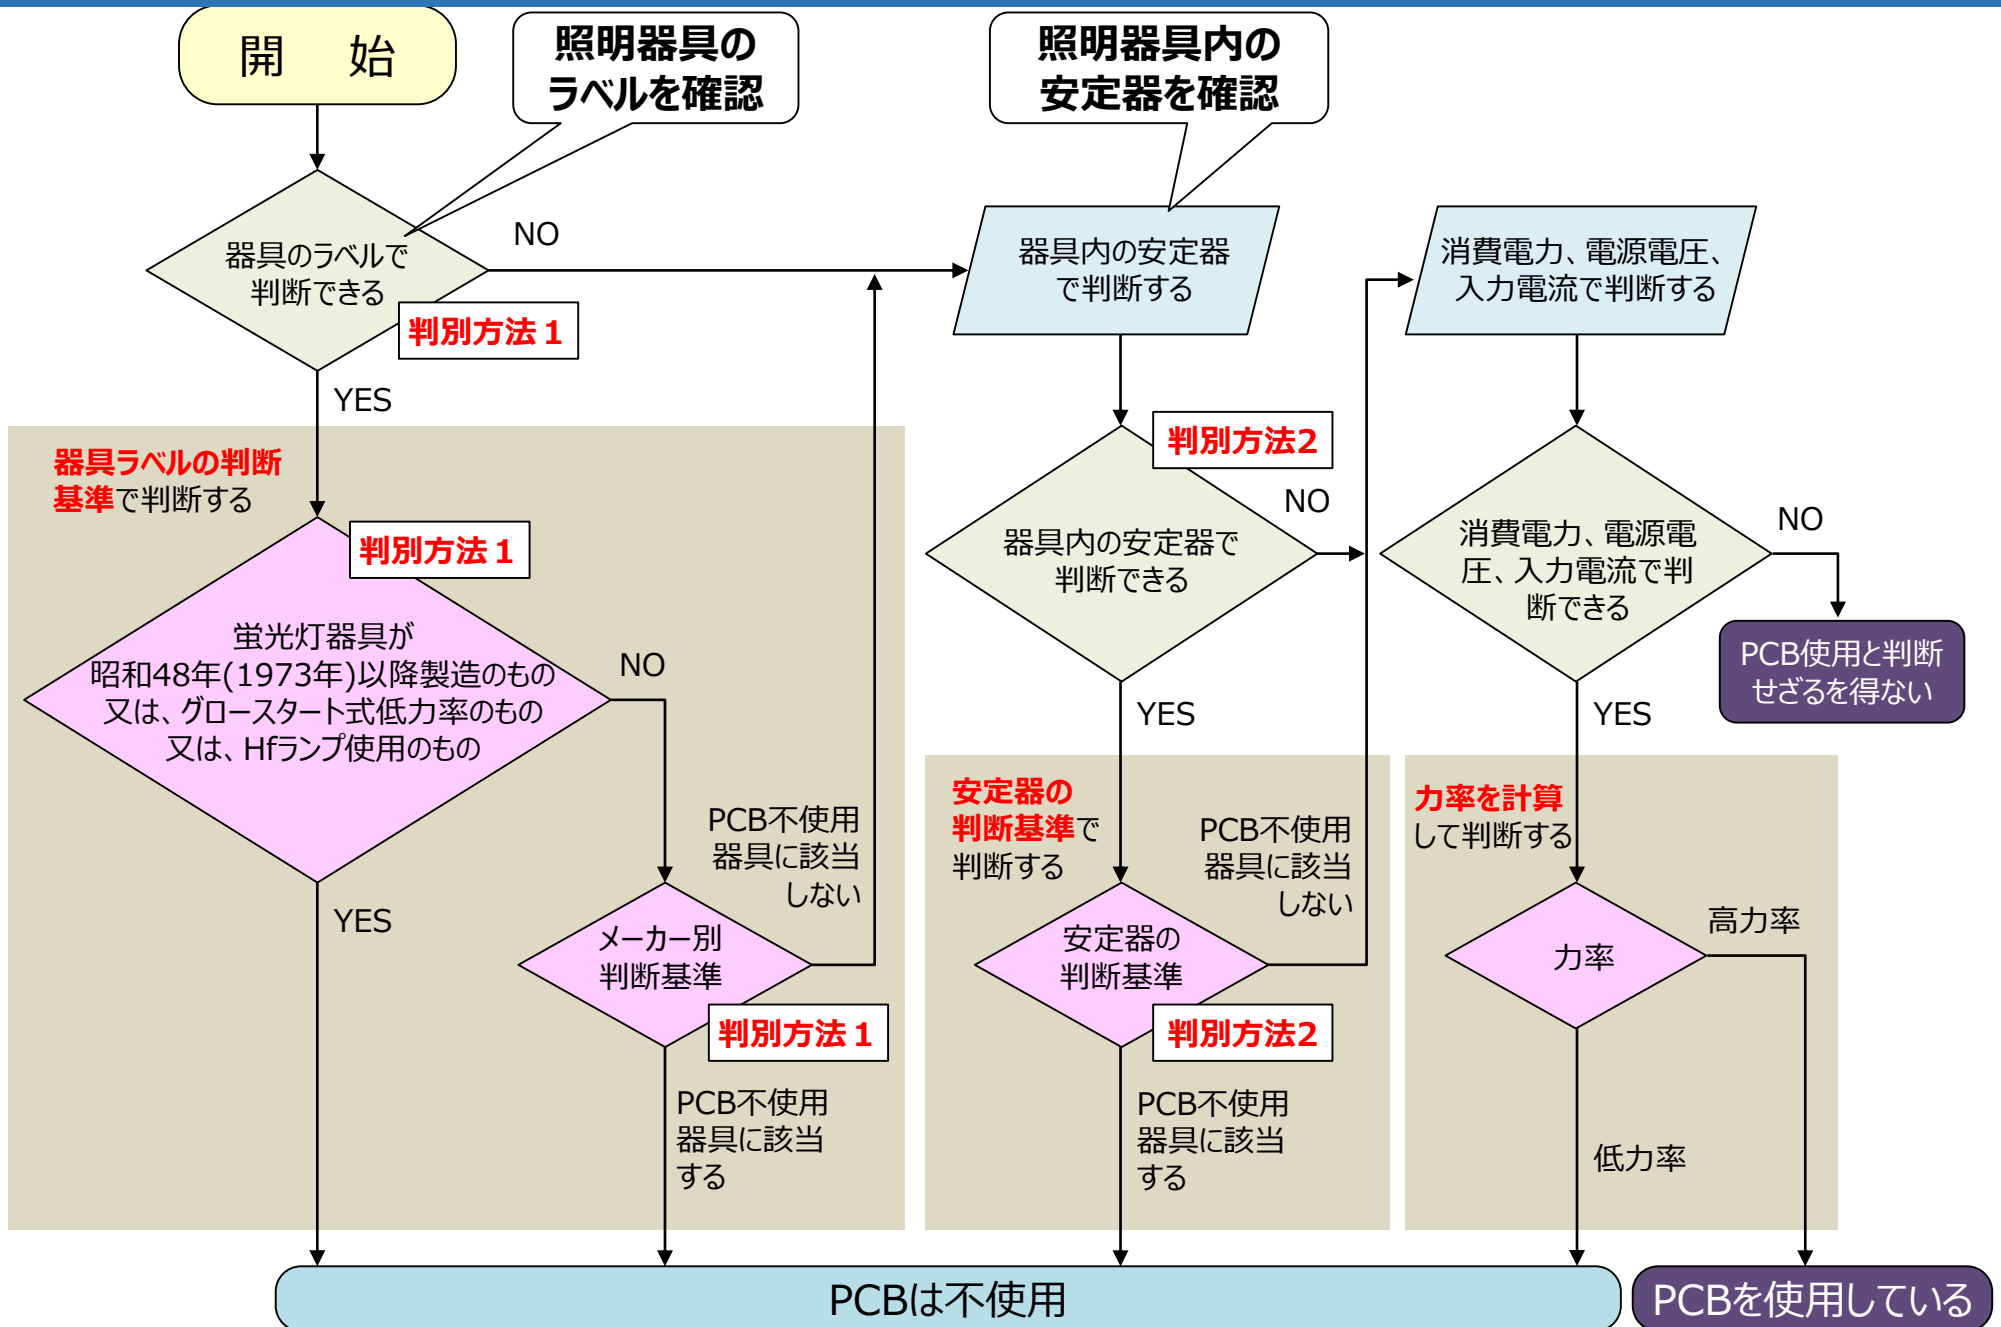 開　始
照明器具の
ラベルを確認
照明器具内の
安定器を確認
器具のラベルで
判断できる
NO
判別方法１
YES
器具内の安定器
で判断する
消費電力、電源電圧、
入力電流で判断する
器具ラベルの判断
基準で判断する
判別方法１
蛍光灯器具が
昭和48年(1973年)以降製造のもの
又は、グロースタート式低力率のもの
又は、Hfランプ使用のもの
NO
YES
メーカー別
判断基準
判別方法１
PCB不使用
器具に該当
しない
PCB不使用
器具に該当
する
判別方法2
器具内の安定器で
判断できる
NO
YES
安定器の
判断基準で
判断する
安定器の
判断基準
判別方法2
PCB不使用
器具に該当
しない
PCB不使用
器具に該当
する
消費電力、電源電
圧、入力電流で判
断できる
NO
PCB使用と判断
せざるを得ない
YES
力率を計算
して判断する
力率
高力率
低力率
PCBは不使用
PCBを使用している